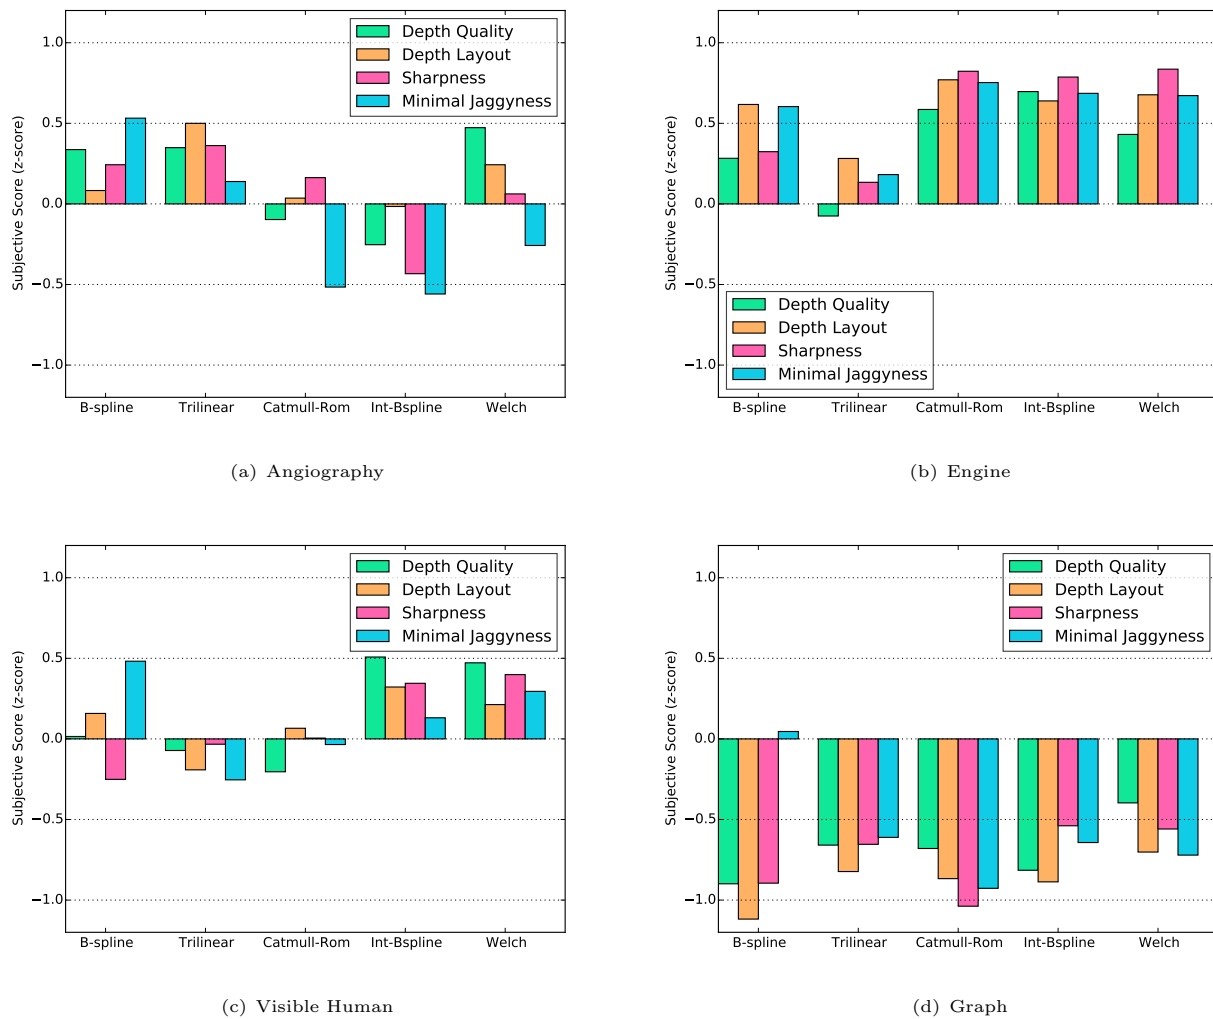 1.0
0.5
0.0
−0.5
−1.0
Subjective Score (z-score)
Depth Quality
Depth Layout
Sharpness
Minimal Jaggyness
B-spline Trilinear Catmull-Rom Int-Bspline Welch
(a) Angiography
1.0
0.5
0.0
−0.5
−1.0
Subjective Score (z-score)
Depth Quality
Depth Layout
Sharpness
Minimal Jaggyness
B-spline Trilinear Catmull-Rom Int-Bspline Welch
(b) Engine
1.0
0.5
0.0
−0.5
−1.0
Subjective Score (z-score)
Depth Quality
Depth Layout
Sharpness
Minimal Jaggyness
B-spline Trilinear Catmull-Rom Int-Bspline Welch
(c) Visible Human
1.0
0.5
0.0
−0.5
−1.0
Subjective Score (z-score)
Depth Quality
Depth Layout
Sharpness
Minimal Jaggyness
B-spline Trilinear Catmull-Rom Int-Bspline Welch
(d) Graph